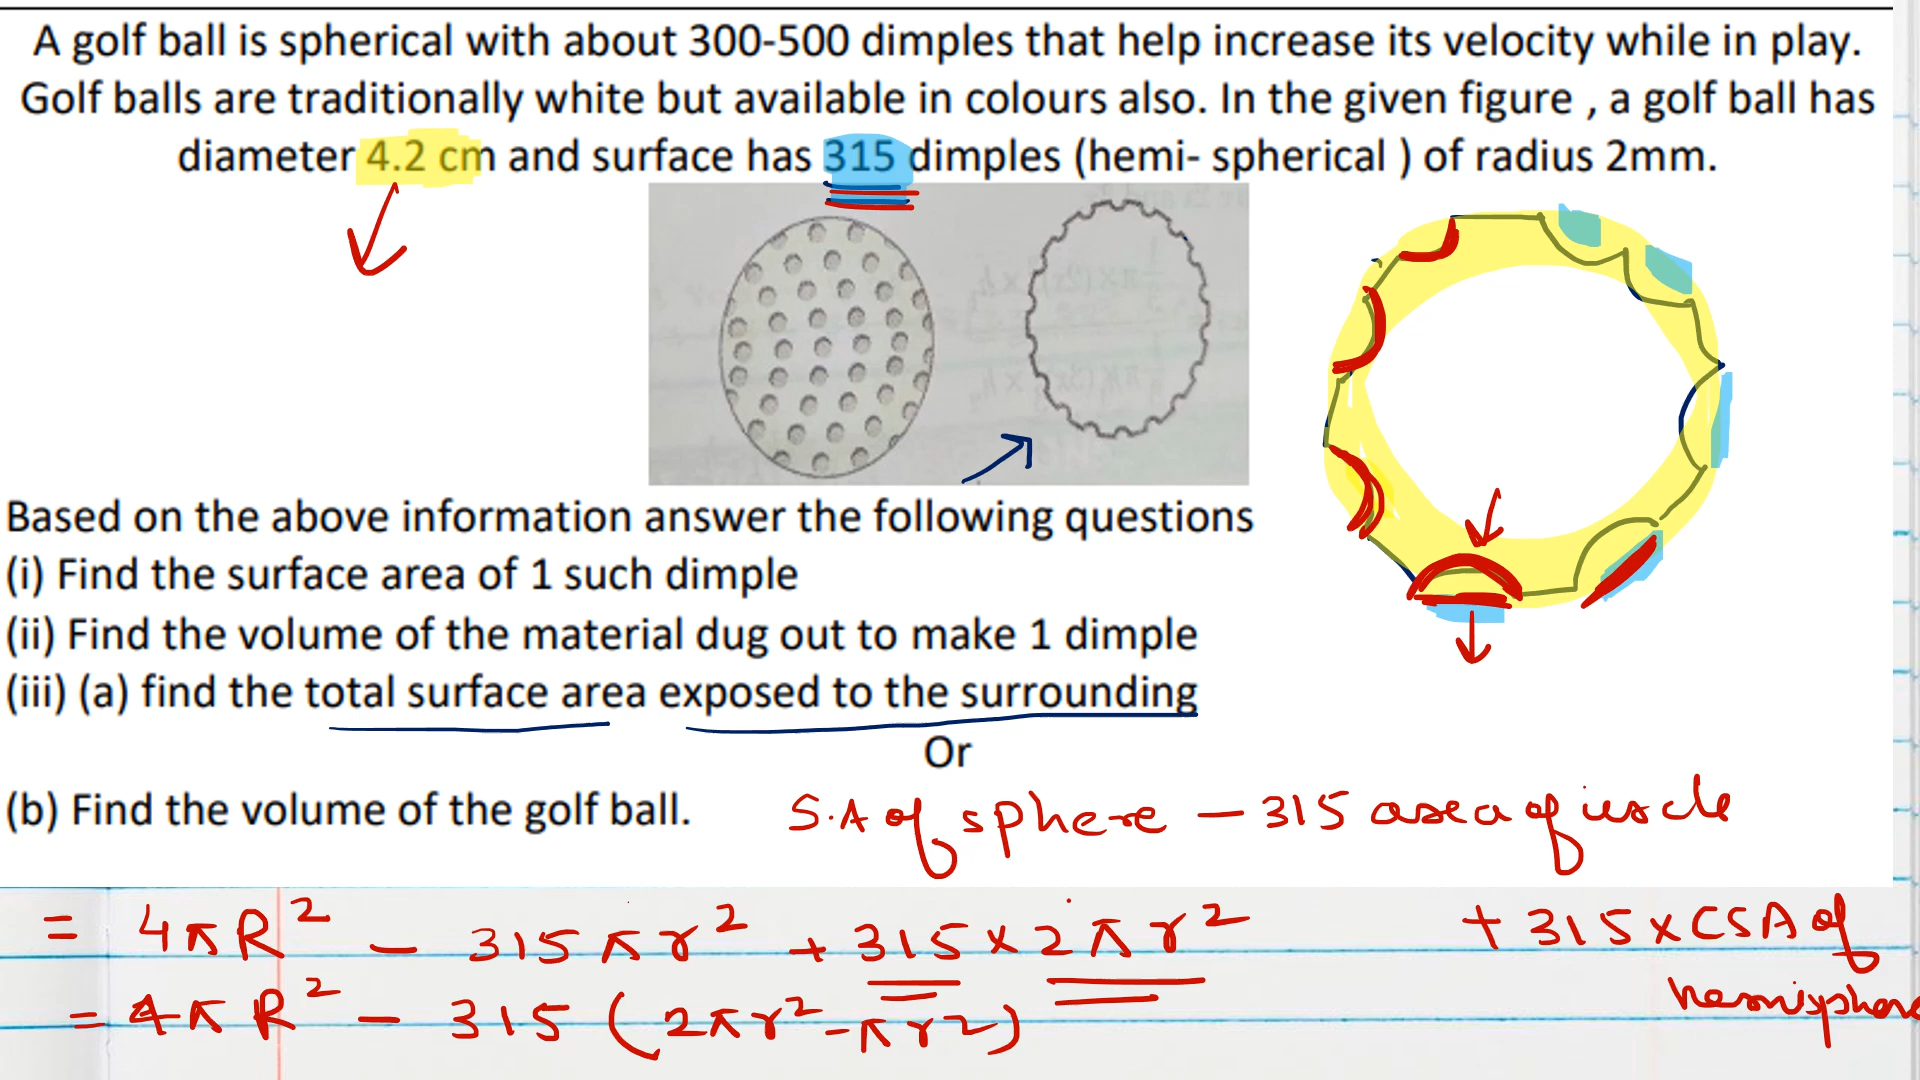 A golf ball is spherical with about 300-500 dimples that help increase its velocity while in play.
Golf balls are traditionally white but available in colours also. In the given figure , a golf ball has
diameter 4.2 cm and surface has 315 dimples (hemi- spherical ) of radius 2mm.
Based on the above information answer the following questions
(i) Find the surface area of 1 such dimple
(ii) Find the volume of the material dug out to make 1 dimple
(iii) (a) find the total surface area exposed to the surrounding
Or
(b) Find the volume of the golf ball.
S.A of sphere — 315 area of circle
+ 315 x CSA of
hemisphere
= 4πR² - 315πr² + 315 x 2πr²
= 4πR² - 315 (2πr² - πr²)